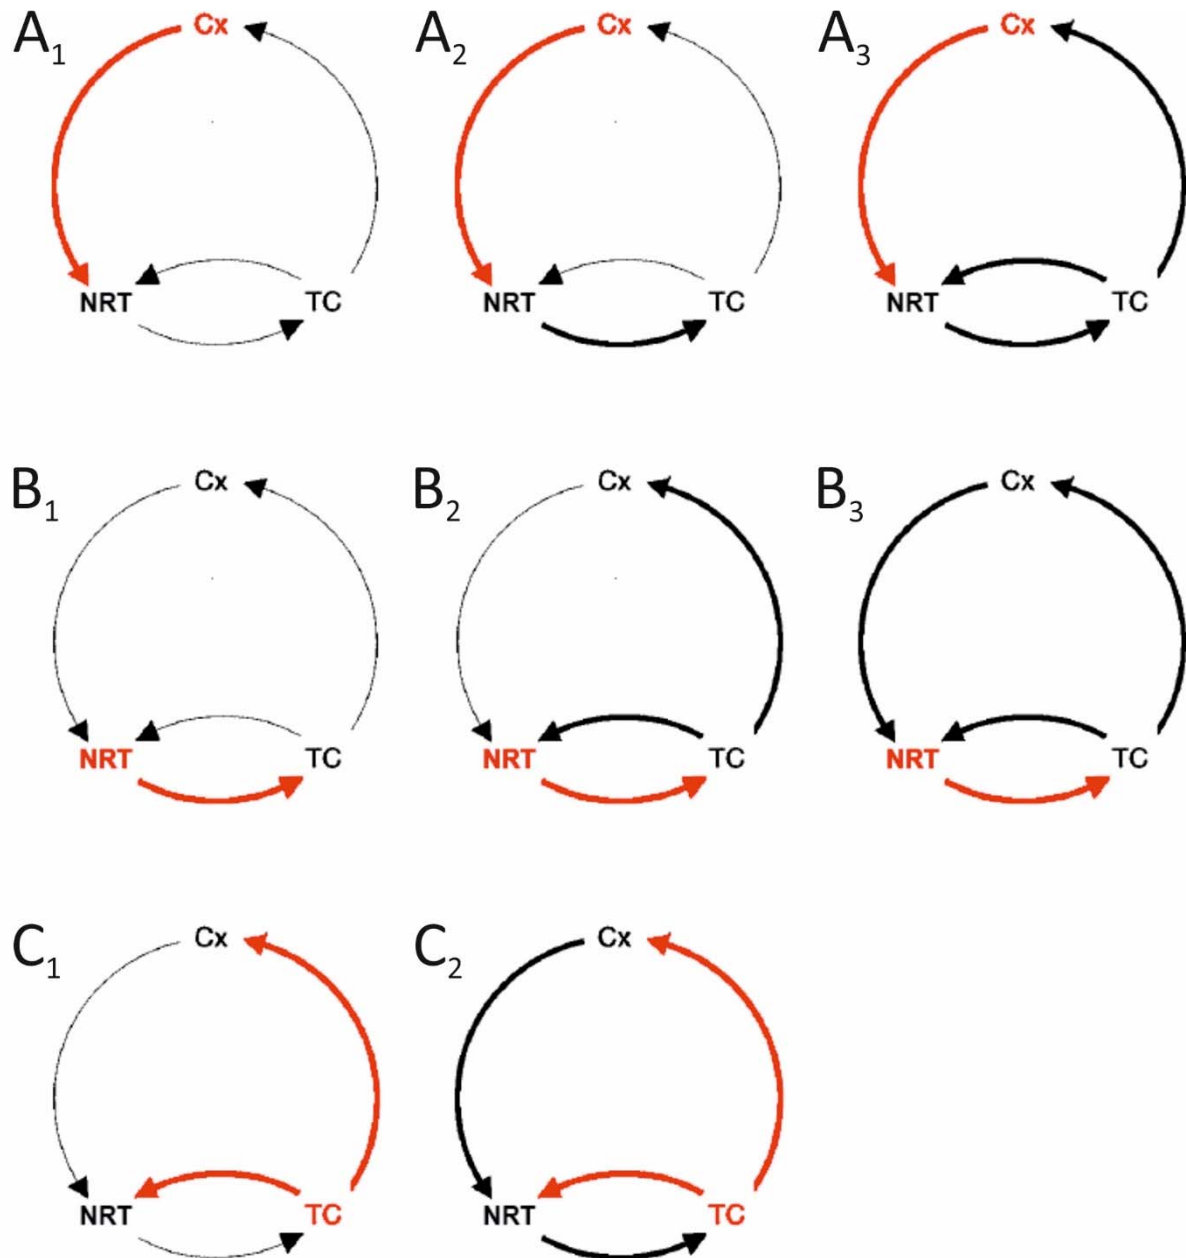 A1 Cx A2 Cx A3 Cx
NRT TC NRT TC NRT TC
B1 Cx B2 Cx B3 Cx
NRT TC NRT TC NRT TC
C1 Cx C2 Cx
NRT TC NRT TC